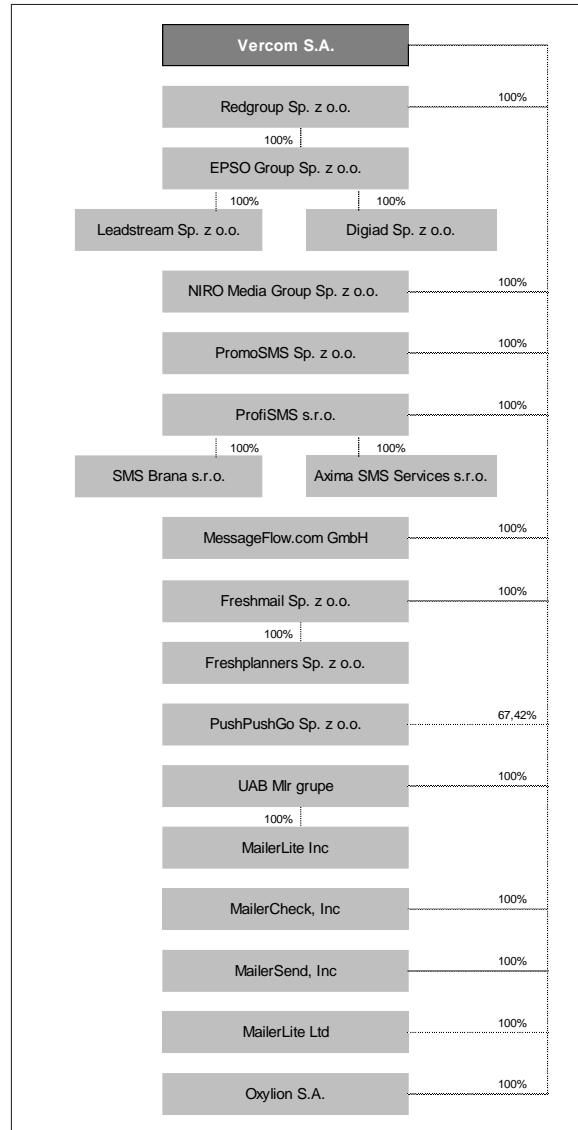 Vercom S.A.
100%
Redgroup Sp. z o.o.
100%
EPSO Group Sp. z o.o.
100%
100%
Leadstream Sp. z o.o.
Digiad Sp. z o.o.
100%
NIRO Media Group Sp. z o.o.
100%
PromoSMS Sp. z o.o.
100%
ProfiSMS s.r.o.
100%
100%
SMS Brana s.r.o.
Axima SMS Services s.r.o.
100%
MessageFlow.com GmbH
100%
Freshmail Sp. z o.o.
100%
Freshplanners Sp. z o.o.
67,42%
PushPushGo Sp. z o.o.
100%
UAB Mlr grupe
100%
MailerLite Inc
100%
MailerCheck, Inc
100%
MailerSend, Inc
100%
MailerLite Ltd
100%
Oxylion S.A.